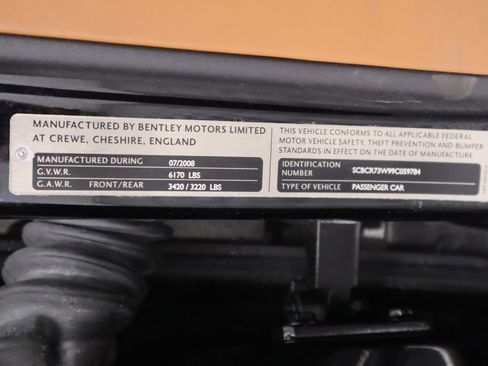 MANUFACTURED BY BENTLEY MOTORS LIMITED
AT CREWE, CHESHIRE, ENGLAND
MANUFACTURED DURING 07/2008
G.V.W.R. 6170 LBS
G.A.W.R. FRONT/REAR 3420 / 3220 LBS
THIS VEHICLE CONFORMS TO ALL APPLICABLE FEDERAL
MOTOR VEHICLE SAFETY, THEFT PREVENTION AND BUMPER
STANDARDS IN EFFECT ON THE DATE OF MANUFACTURE
IDENTIFICATION
NUMBER SCBCR73W99C059784
TYPE OF VEHICLE PASSENGER CAR